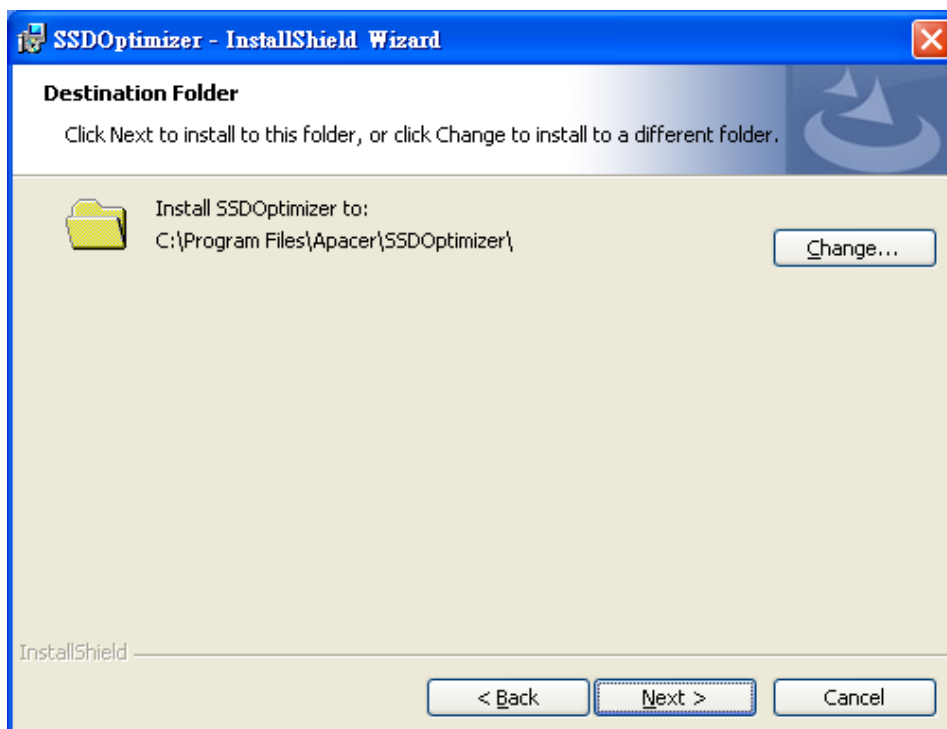 SSDOptimizer - InstallShield Wizard
Destination Folder
Click Next to install to this folder, or click Change to install to a different folder.
Install SSDOptimizer to:
C:\Program Files\Apacer\SSDOptimizer\
Change...
InstallShield
< Back
Next >
Cancel